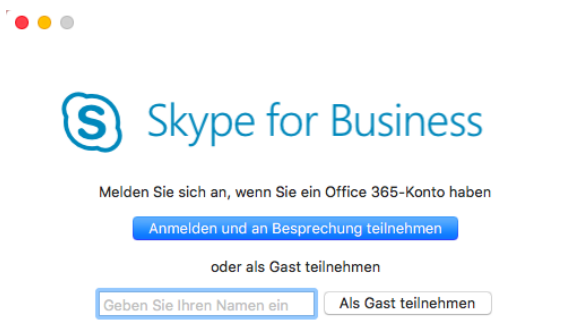 Skype for Business
Melden Sie sich an, wenn Sie ein Office 365-Konto haben
Anmelden und an Besprechung teilnehmen
oder als Gast teilnehmen
Geben Sie Ihren Namen ein Als Gast teilnehmen